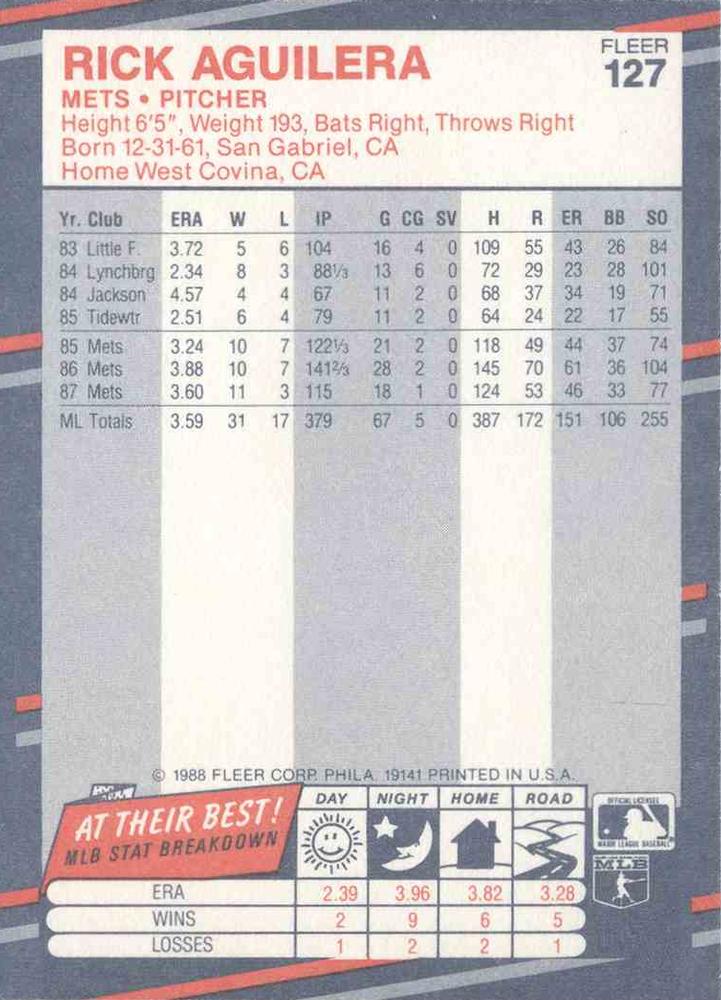 RICK AGUILERA
FLEER
127
METS • PITCHER
Height 6'5", Weight 193, Bats Right, Throws Right
Born 12-31-61, San Gabriel, CA
Home West Covina, CA
Yr. Club ERA W L IP G CG SV H R ER BB SO
83 Little F. 3.72 5 6 104 16 4 0 109 55 43 26 84
84 Lynchbrg 2.34 8 3 88⅓ 13 6 0 72 29 23 28 101
84 Jackson 4.57 4 4 67 11 2 0 68 37 34 19 71
85 Tidewtr 2.51 6 4 79 11 2 0 64 24 22 17 55
85 Mets 3.24 10 7 122⅓ 21 2 0 118 49 44 37 74
86 Mets 3.88 10 7 141⅔ 28 2 0 145 70 61 36 104
87 Mets 3.60 11 3 115 18 1 0 124 53 46 33 77
ML Totals 3.59 31 17 379 67 5 0 387 172 151 106 255
© 1988 FLEER CORP. PHILA. 19141 PRINTED IN U.S.A.
AT THEIR BEST!
MLB STAT BREAKDOWN
DAY NIGHT HOME ROAD
OFFICIAL LICENSEE
MAJOR LEAGUE BASEBALL
MLB
ERA 2.39 3.96 3.82 3.28
WINS 2 9 6 5
LOSSES 1 2 2 1